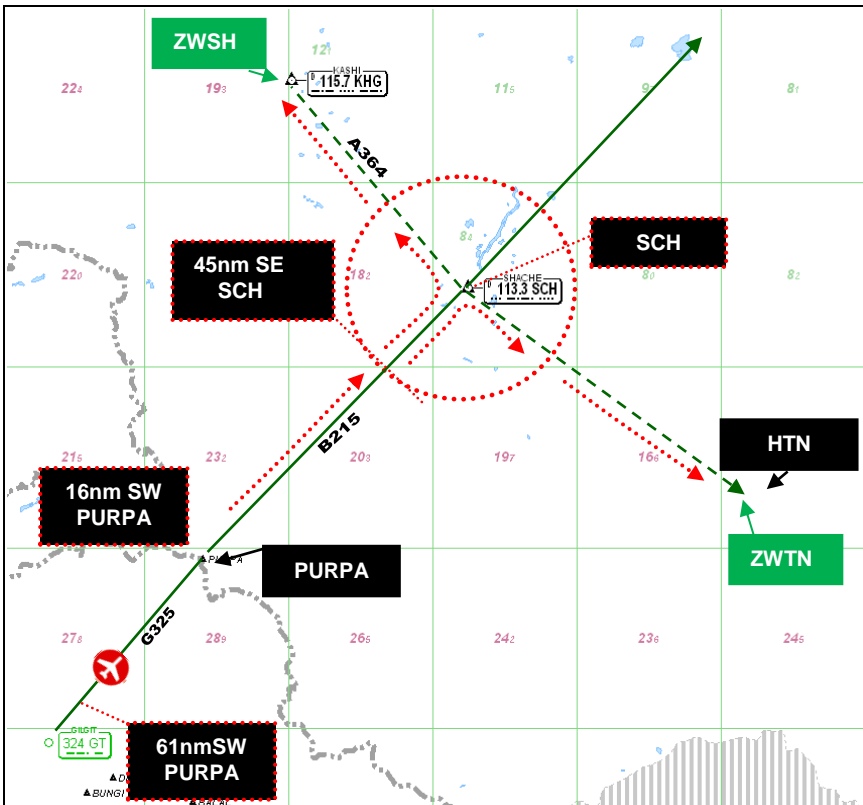 ZWSH
12₁
KASHI
D 115.7 KHG
22₄
19₃
11₅
8₁
A364
SCH
45nm SE
SCH
8₄
22₀
18₂
SHACHE
D 113.3 SCH
8₀
8₂
B215
HTN
21₅
23₂
20₃
19₇
16₆
16nm SW
PURPA
ZWTN
PURPA
G325
27₈
28₉
26₅
24₂
23₆
24₅
GILGIT
324 GT
61nmSW
PURPA
BUNGI